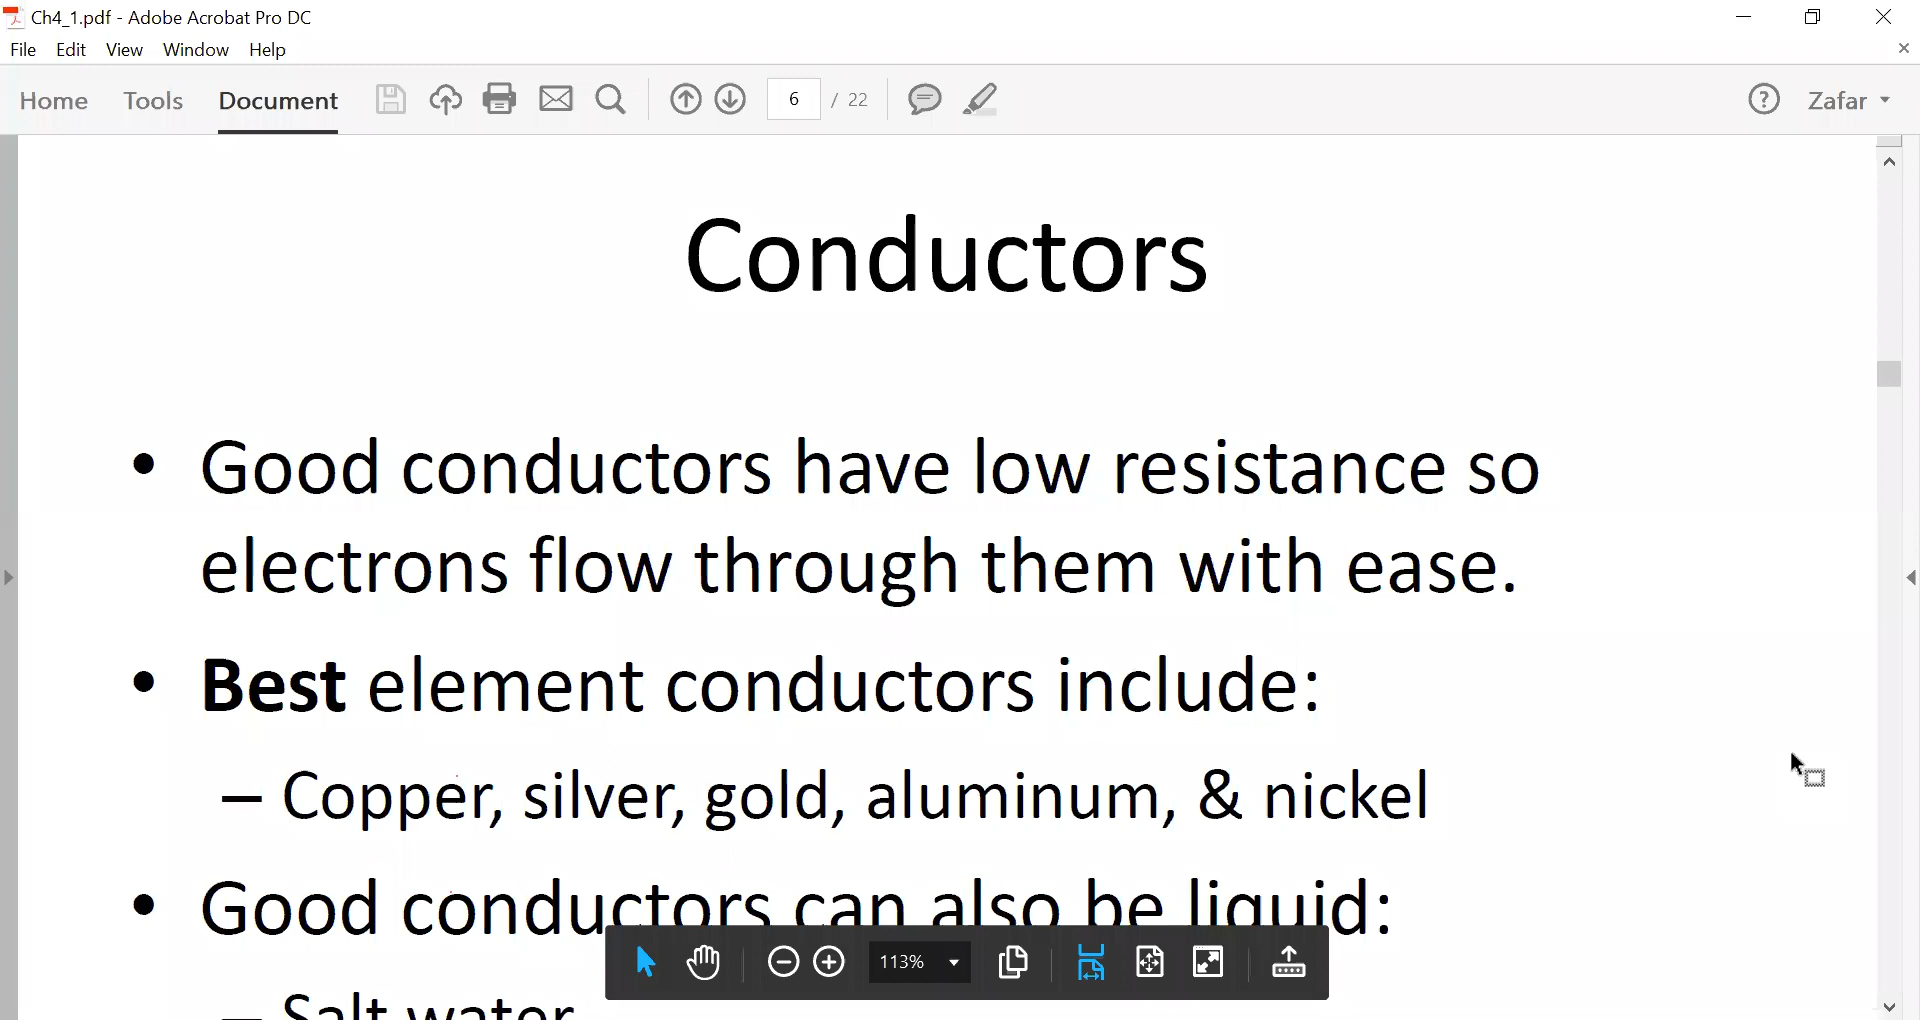 Ch4_1.pdf - Adobe Acrobat Pro DC
File Edit View Window Help
Home Tools Document 6 / 22 Zafar
Conductors
• Good conductors have low resistance so
electrons flow through them with ease.
• Best element conductors include:
– Copper, silver, gold, aluminum, & nickel
• Good conductors can also be liquid:
– Salt water
113%